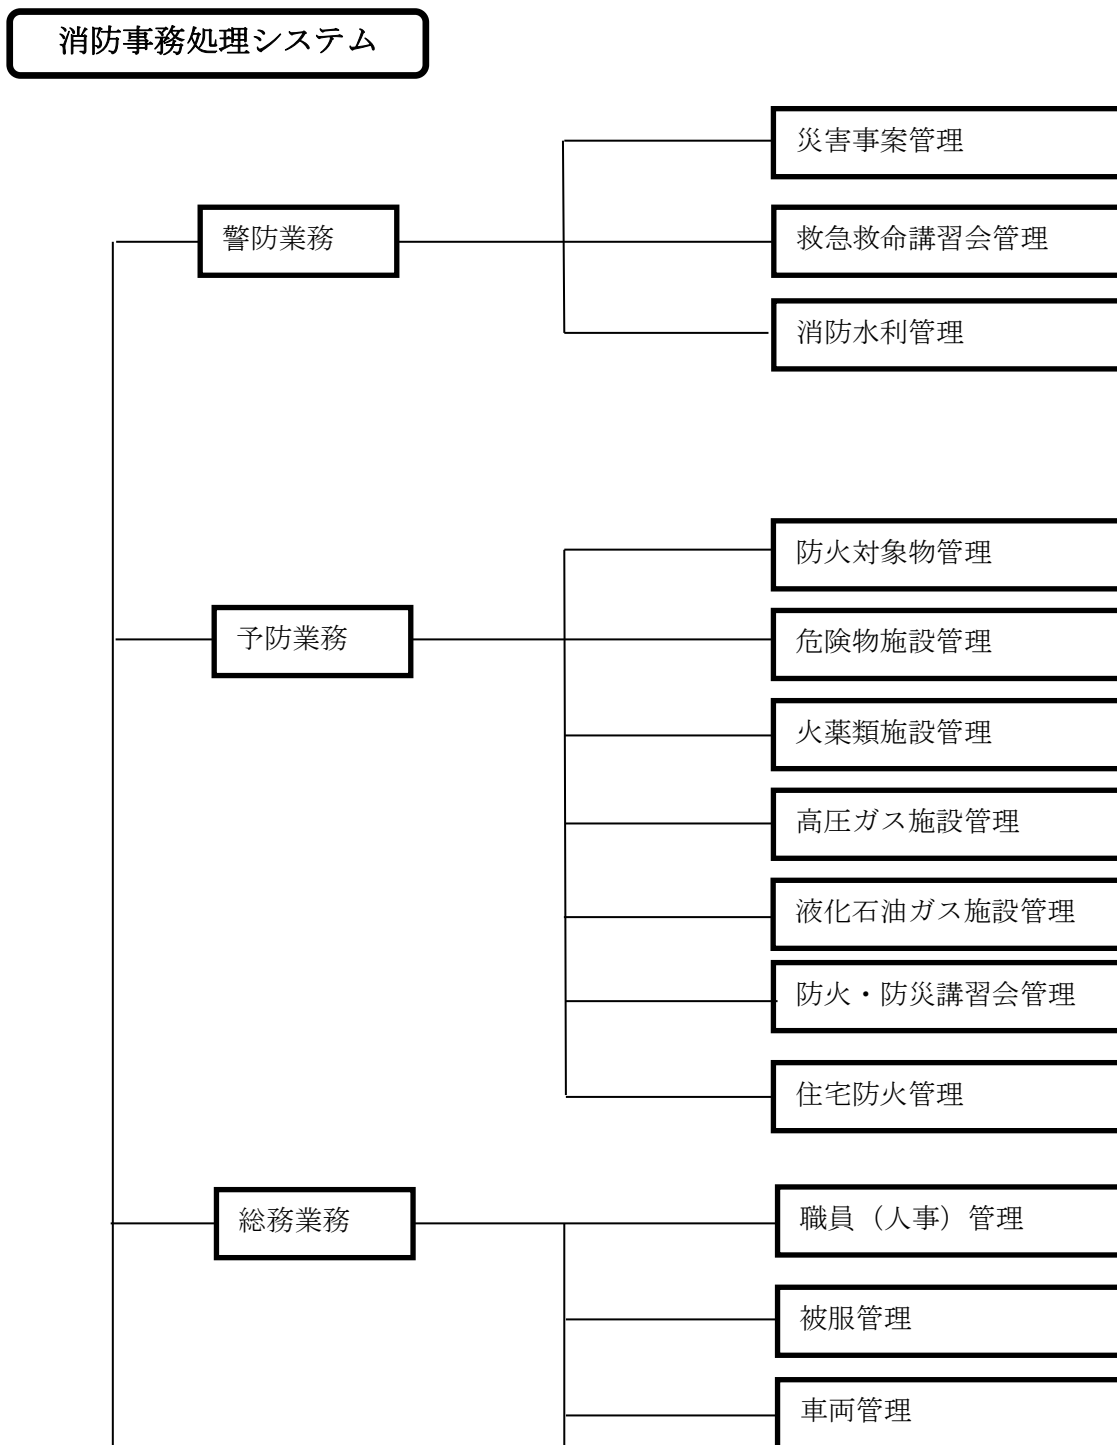 消防事務処理システム
災害事案管理
警防業務
救急救命講習会管理
消防水利管理
防火対象物管理
予防業務
危険物施設管理
火薬類施設管理
高圧ガス施設管理
液化石油ガス施設管理
防火・防災講習会管理
住宅防火管理
総務業務
職員（人事）管理
被服管理
車両管理